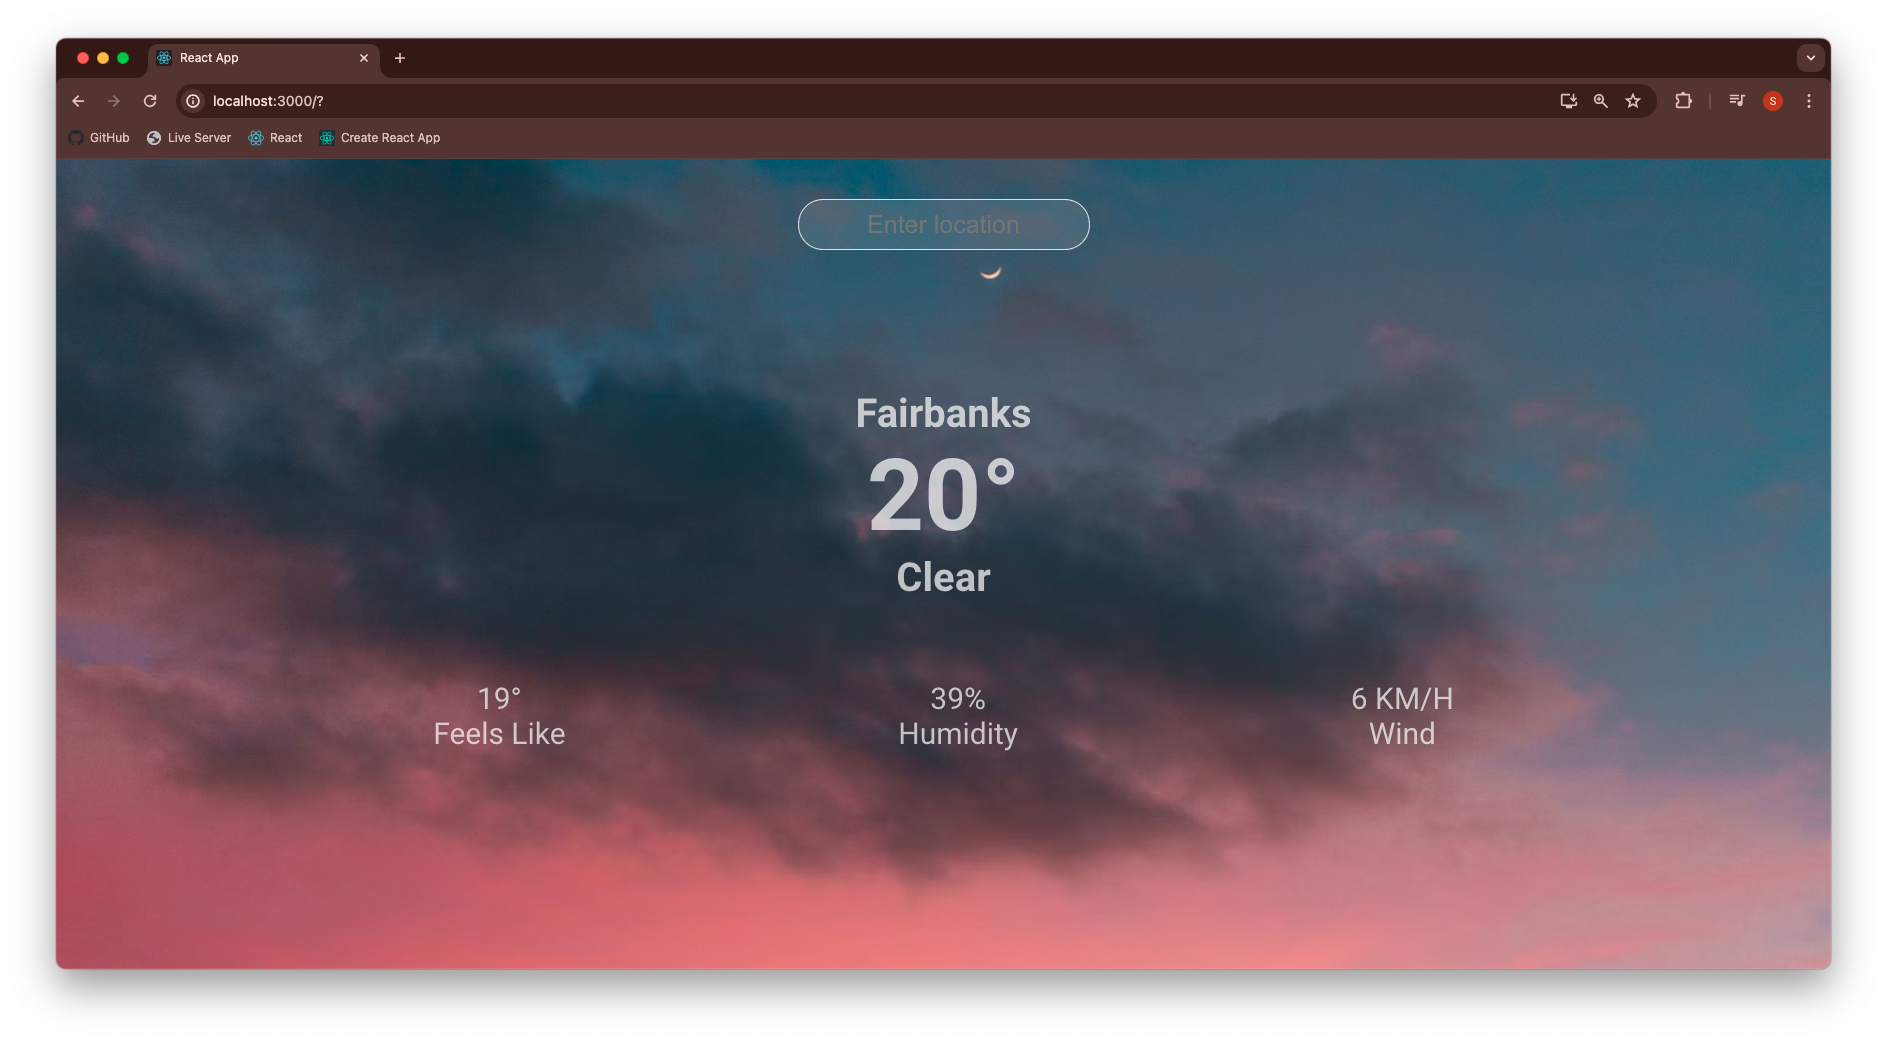 React App
localhost:3000/?
S
GitHub Live Server React Create React App
Enter location
Fairbanks
20°
Clear
19° 39% 6 KM/H
Feels Like Humidity Wind